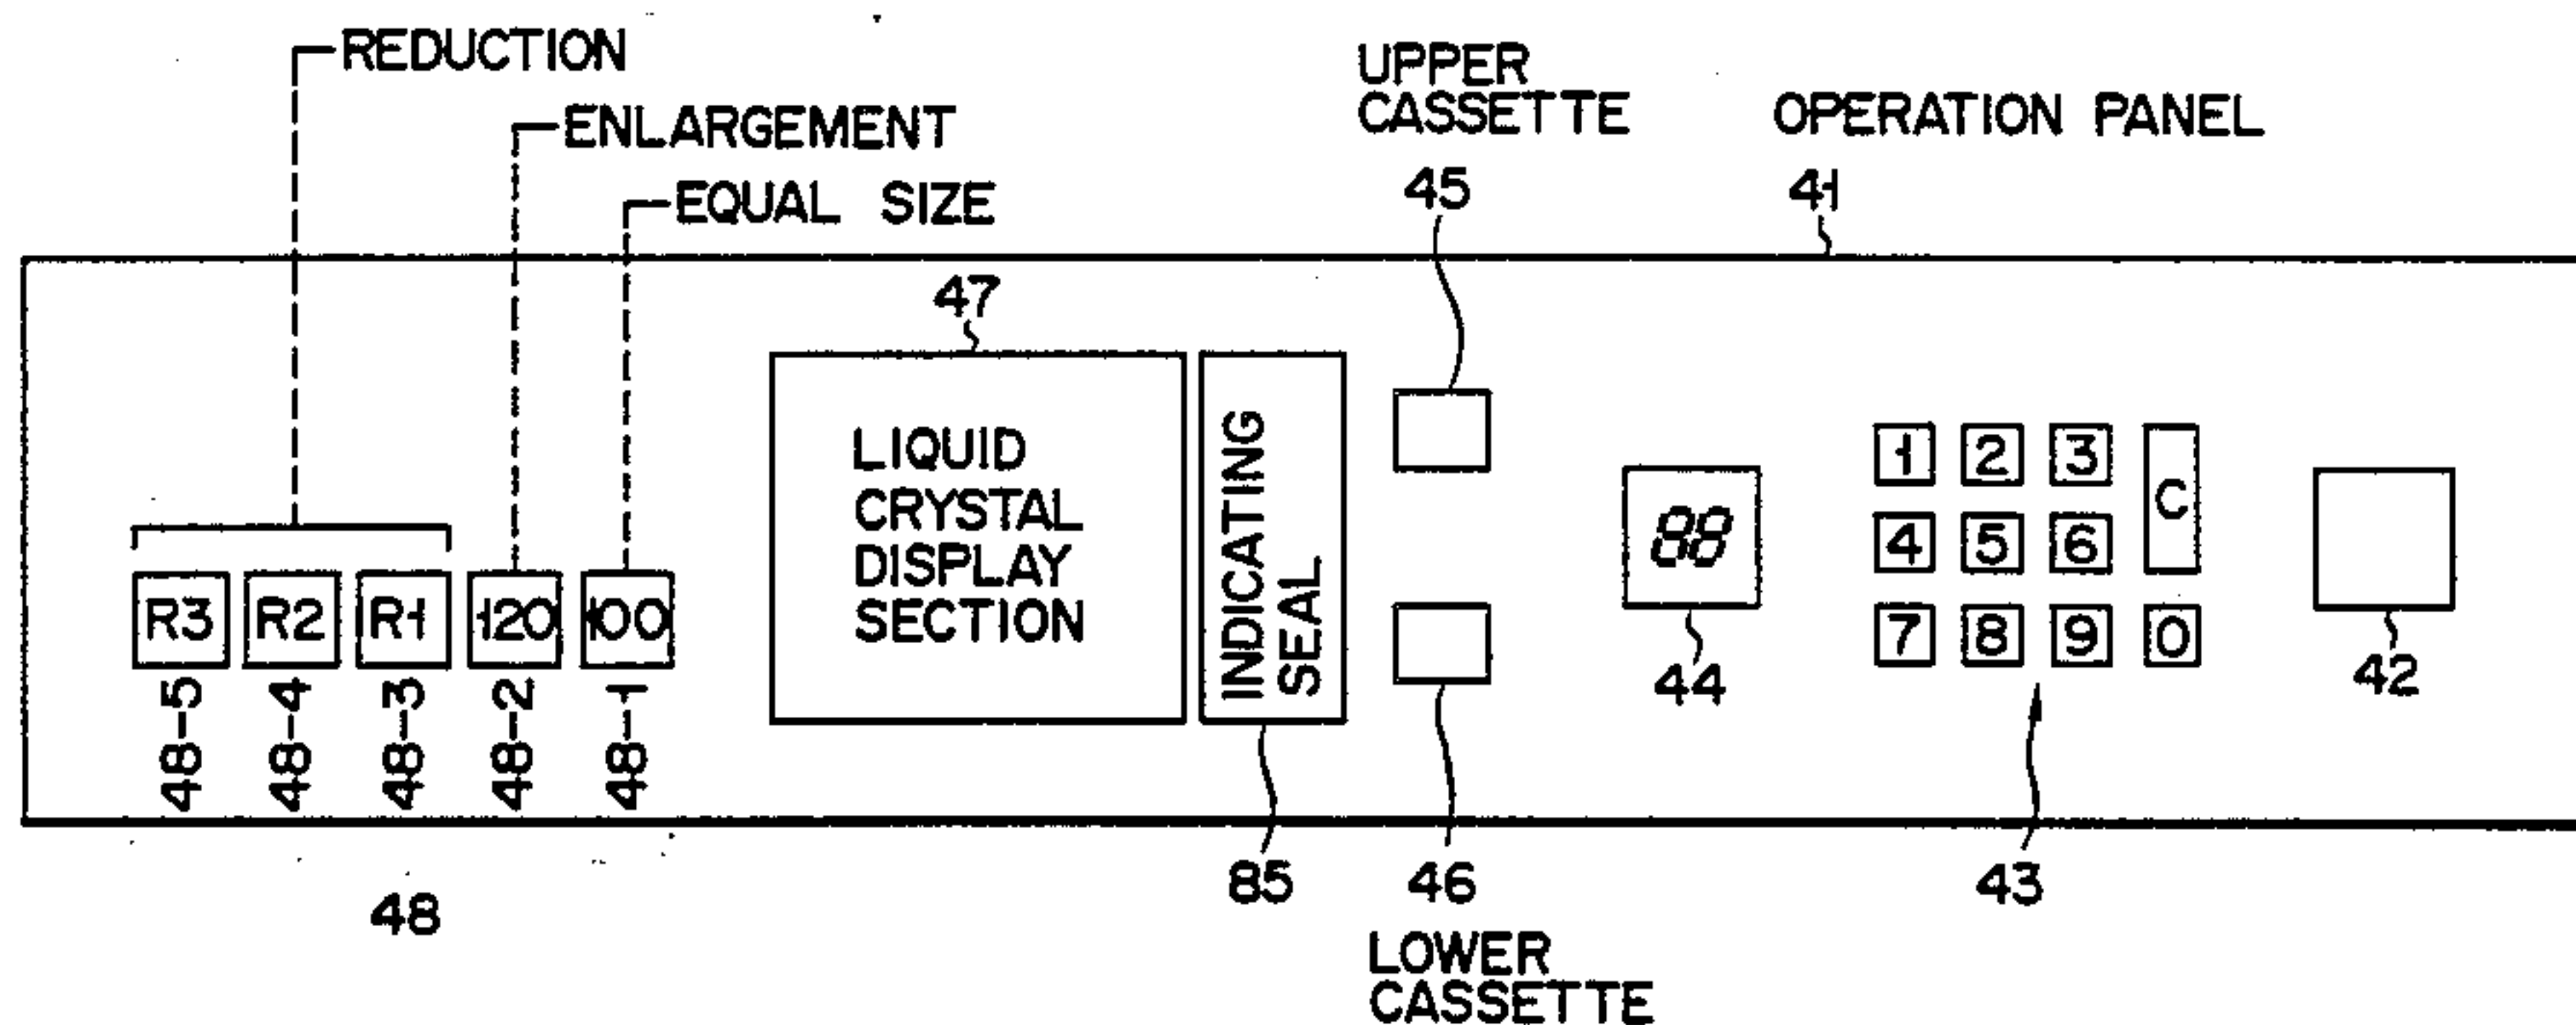 REDUCTION
ENLARGEMENT
EQUAL SIZE
UPPER
CASSETTE
45
OPERATION PANEL
41
47
LIQUID
CRYSTAL
DISPLAY
SECTION
INDICATING
SEAL
R3 R2 R1 120 100
48-5 48-4 48-3 48-2 48-1
48
88
44
1 2 3 C
4 5 6
7 8 9 0
42
85
46
LOWER
CASSETTE
43